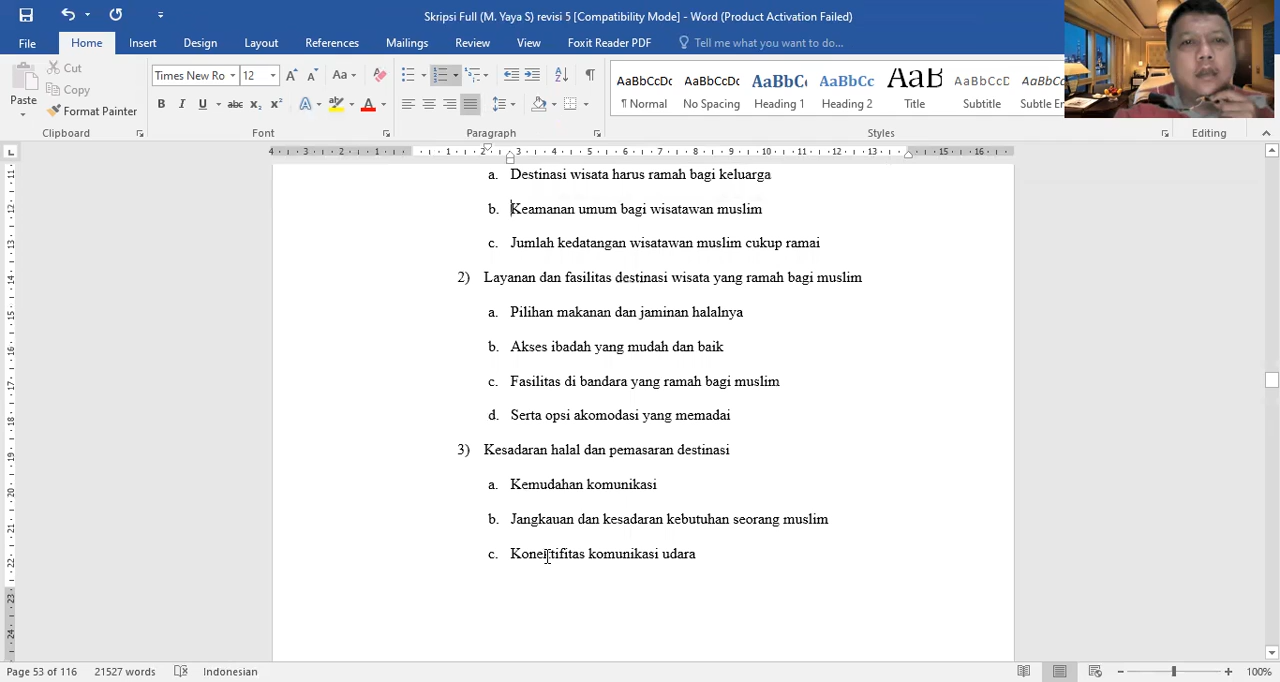 Skripsi Full (M. Yaya S) revisi 5 [Compatibility Mode] - Word (Product Activation Failed)
File Home Insert Design Layout References Mailings Review View Foxit Reader PDF Tell me what you want to do...
Paste Cut Copy Format Painter
Times New Ro 12
AaBbCcDc AaBbCcDc AaBbCc AaBbCc AaB AaBbCcD AaBbCcDc
¶ Normal No Spacing Heading 1 Heading 2 Title Subtitle Subtle Em
Clipboard Font Paragraph Styles Editing
a. Destinasi wisata harus ramah bagi keluarga
b. Keamanan umum bagi wisatawan muslim
c. Jumlah kedatangan wisatawan muslim cukup ramai
2) Layanan dan fasilitas destinasi wisata yang ramah bagi muslim
a. Pilihan makanan dan jaminan halalnya
b. Akses ibadah yang mudah dan baik
c. Fasilitas di bandara yang ramah bagi muslim
d. Serta opsi akomodasi yang memadai
3) Kesadaran halal dan pemasaran destinasi
a. Kemudahan komunikasi
b. Jangkauan dan kesadaran kebutuhan seorang muslim
c. komunikasi udara
Page 53 of 116 21527 words Indonesian 100%